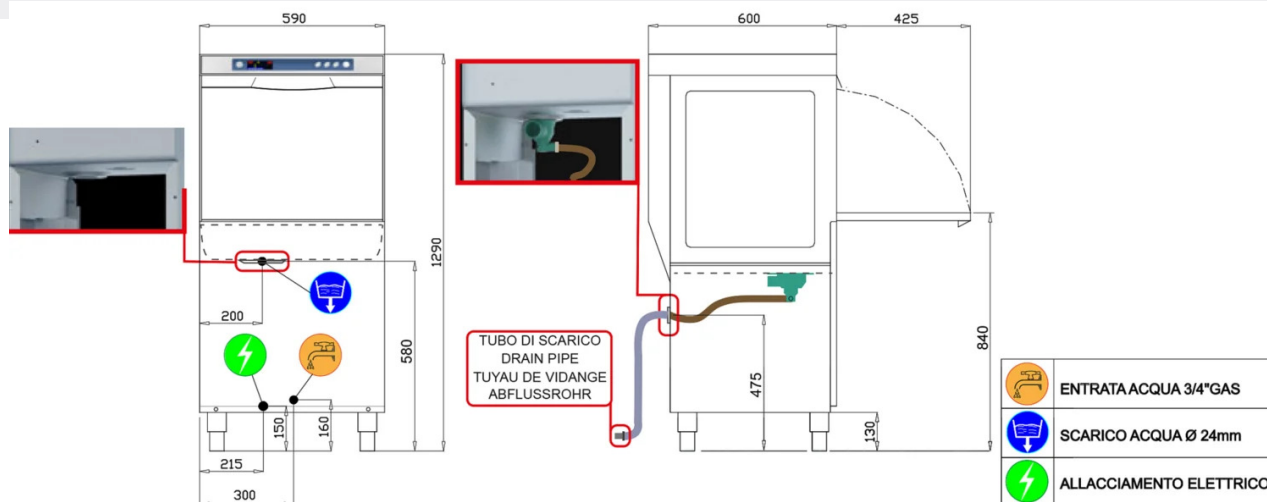 590
600
425
1290
200
580
TUBO DI SCARICO
DRAIN PIPE
TUYAU DE VIDANGE
ABFLUSSROHR
475
840
150
160
130
215
300
ENTRATA ACQUA 3/4"GAS
SCARICO ACQUA Ø 24mm
ALLACCIAMENTO ELETTRICO